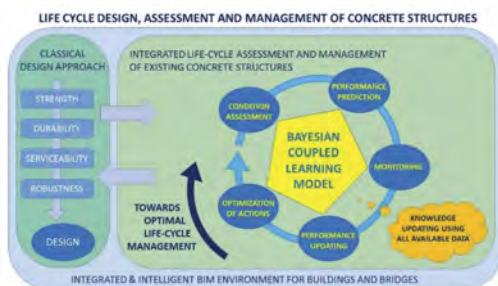 LIFE CYCLE DESIGN, ASSESSMENT AND MANAGEMENT OF CONCRETE STRUCTURES
CLASSICAL
DESIGN APPROACH
STRENGTH
DURABILITY
SERVICEABILITY
ROBUSTNESS
DESIGN
INTEGRATED LIFE-CYCLE ASSESSMENT AND MANAGEMENT
OF EXISTING CONCRETE STRUCTURES
CONDITION
ASSESSMENT
PERFORMANCE
PREDICTION
MONITORING
PERFORMANCE
UPDATING
OPTIMIZATION
OF ACTIONS
BAYESIAN
COUPLED
LEARNING
MODEL
TOWARDS
OPTIMAL
LIFE-CYCLE
MANAGEMENT
KNOWLEDGE
UPDATING USING
ALL AVAILABLE DATA
INTEGRATED & INTELLIGENT BIM ENVIRONMENT FOR BUILDINGS AND BRIDGES